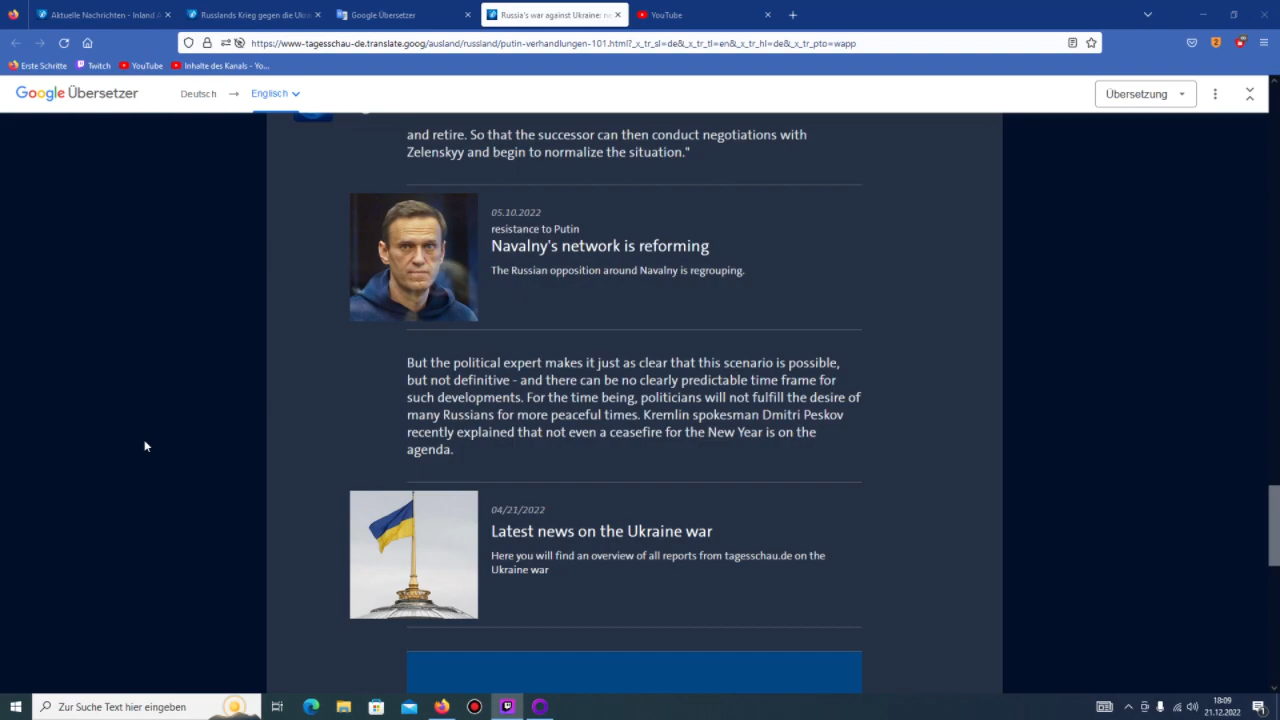 Aktuelle Nachrichten - Inland A
Russlands Krieg gegen die Ukra
Google Übersetzer
Russia's war against Ukraine: ne
YouTube
https://www-tagesschau-de.translate.goog/ausland/russland/putin-verhandlungen-101.html?_x_tr_sl=de&_x_tr_tl=en&_x_tr_hl=de&_x_tr_pto=wapp
2
Erste Schritte
Twitch
YouTube
Inhalte des Kanals - Yo...
Google Übersetzer
Deutsch → Englisch
Übersetzung
and retire. So that the successor can then conduct negotiations with
Zelenskyy and begin to normalize the situation."
05.10.2022
resistance to Putin
Navalny's network is reforming
The Russian opposition around Navalny is regrouping.
But the political expert makes it just as clear that this scenario is possible,
but not definitive - and there can be no clearly predictable time frame for
such developments. For the time being, politicians will not fulfill the desire of
many Russians for more peaceful times. Kremlin spokesman Dmitri Peskov
recently explained that not even a ceasefire for the New Year is on the
agenda.
04/21/2022
Latest news on the Ukraine war
Here you will find an overview of all reports from tagesschau.de on the
Ukraine war
Zur Suche Text hier eingeben
18:09
21.12.2022
1